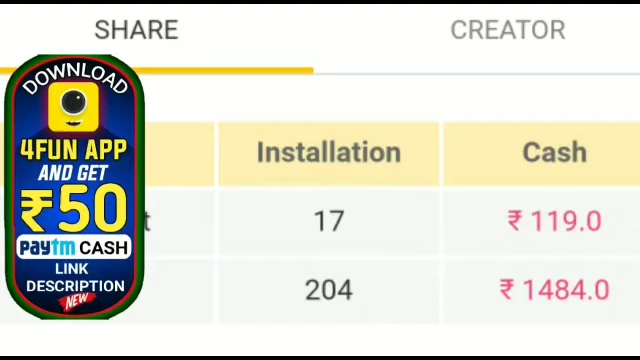 SHARE
CREATOR
DOWNLOAD
4FUN APP
AND GET
₹50
Paytm CASH
LINK
DESCRIPTION
NEW
Installation
Cash
t
17
₹ 119.0
204
₹ 1484.0